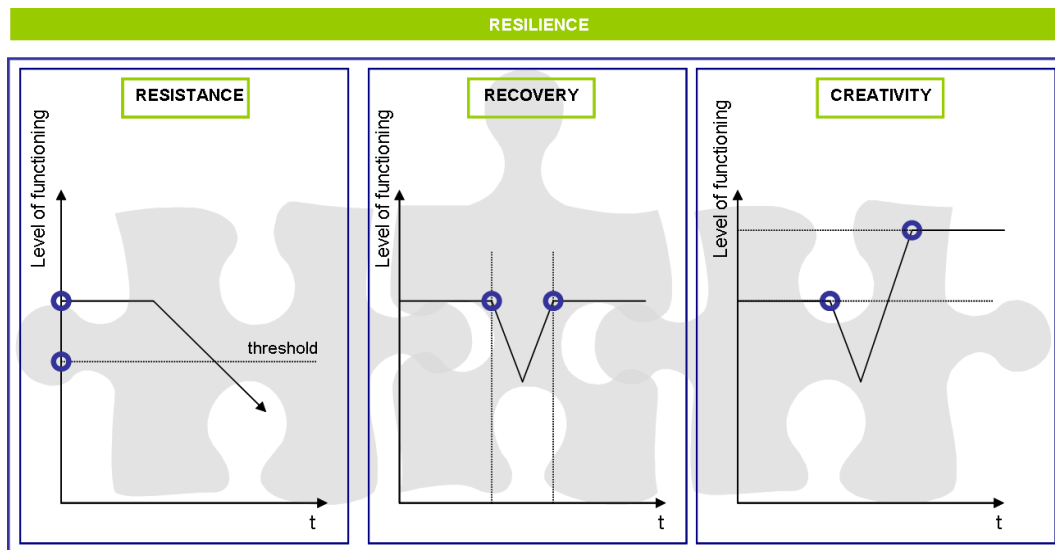 RESILIENCE
RESISTANCE
Level of functioning
threshold
t
RECOVERY
Level of functioning
t
CREATIVITY
Level of functioning
t